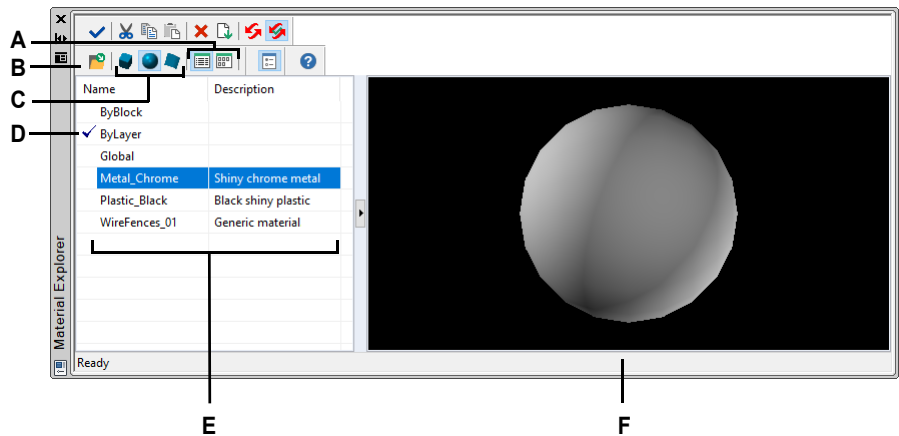 A
B
C
D
Name Description
ByBlock
ByLayer
Global
Metal_Chrome Shiny chrome metal
Plastic_Black Black shiny plastic
WireFences_01 Generic material
Material Explorer
Ready
E
F